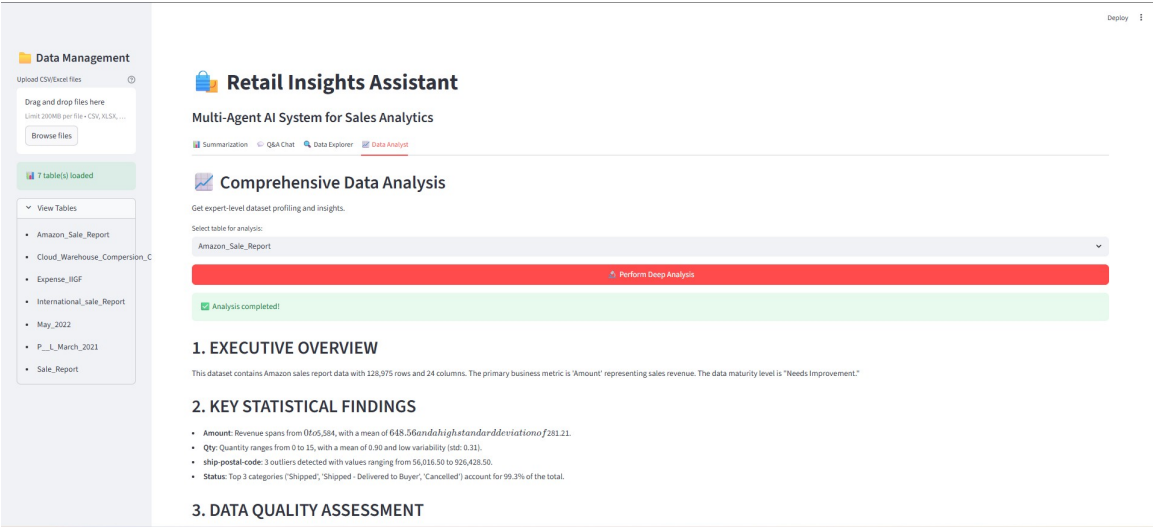 Deploy
Data Management
Upload CSV/Excel files
Drag and drop files here
Limit 200MB per file • CSV, XLSX, ...
Browse files
7 table(s) loaded
View Tables
• Amazon_Sale_Report
• Cloud_Warehouse_Compersion_C
• Expense_IIGF
• International_sale_Report
• May_2022
• P__L_March_2021
• Sale_Report
Retail Insights Assistant
Multi-Agent AI System for Sales Analytics
Summarization Q&A Chat Data Explorer Data Analyst
Comprehensive Data Analysis
Get expert-level dataset profiling and insights.
Select table for analysis:
Amazon_Sale_Report
Perform Deep Analysis
Analysis completed!
1. EXECUTIVE OVERVIEW
This dataset contains Amazon sales report data with 128,975 rows and 24 columns. The primary business metric is 'Amount' representing sales revenue. The data maturity level is "Needs Improvement."
2. KEY STATISTICAL FINDINGS
• Amount: Revenue spans from 0to5,584, with a mean of 648.56andahighstandarddeviationof281.21.
• Qty: Quantity ranges from 0 to 15, with a mean of 0.90 and low variability (std: 0.31).
• ship-postal-code: 3 outliers detected with values ranging from 56,016.50 to 926,428.50.
• Status: Top 3 categories ('Shipped', 'Shipped - Delivered to Buyer', 'Cancelled') account for 99.3% of the total.
3. DATA QUALITY ASSESSMENT